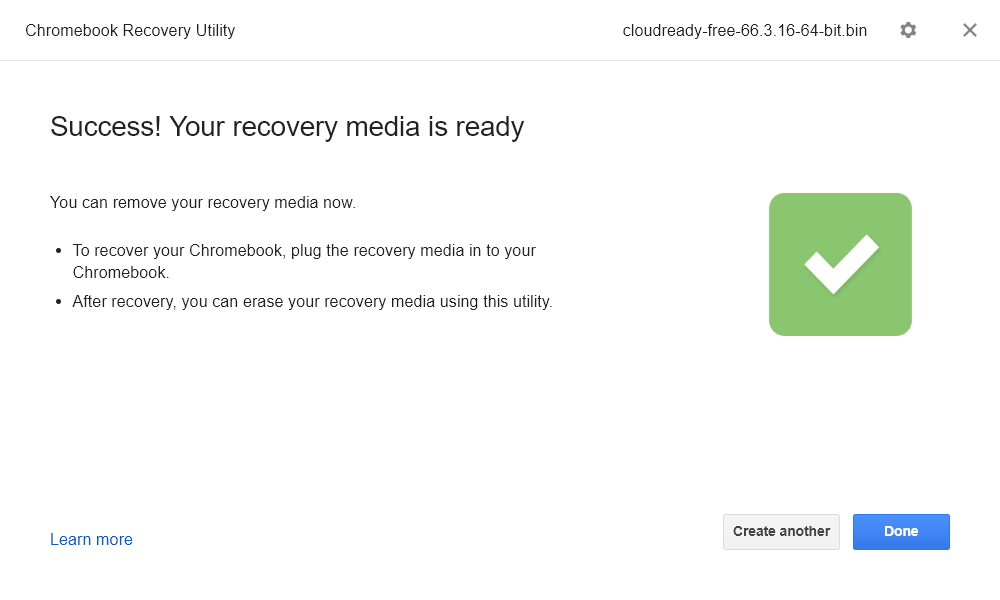 Chromebook Recovery Utility
cloudready-free-66.3.16-64-bit.bin
Success! Your recovery media is ready
You can remove your recovery media now.
• To recover your Chromebook, plug the recovery media in to your
Chromebook.
• After recovery, you can erase your recovery media using this utility.
Learn more
Create another
Done